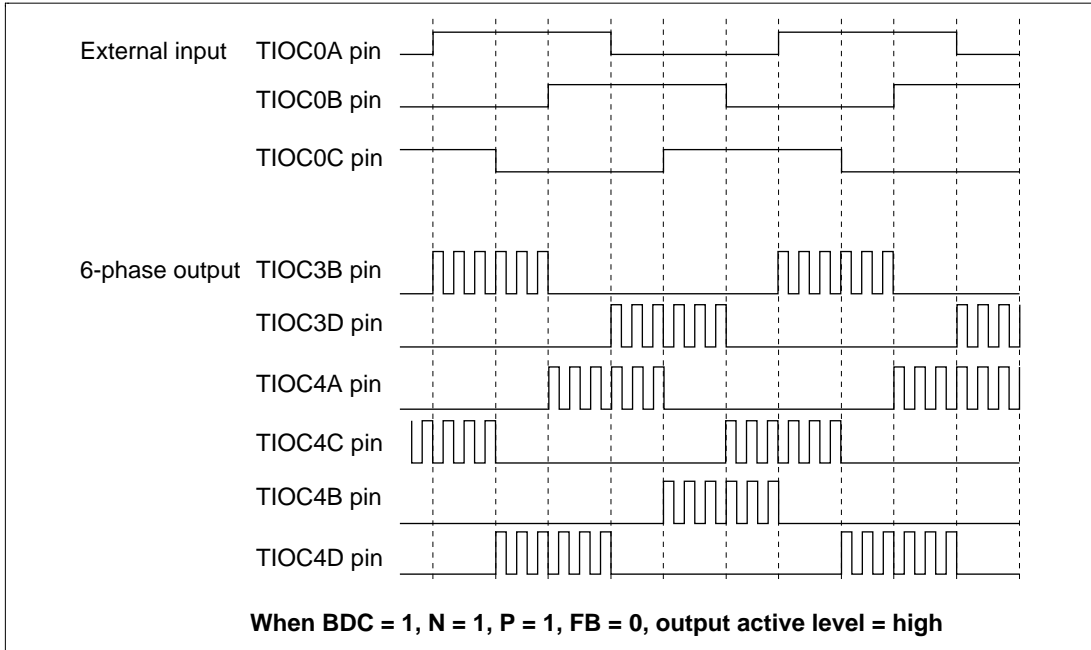 External input TIOC0A pin
TIOC0B pin
TIOC0C pin
6-phase output TIOC3B pin
TIOC3D pin
TIOC4A pin
TIOC4C pin
TIOC4B pin
TIOC4D pin
When BDC = 1, N = 1, P = 1, FB = 0, output active level = high